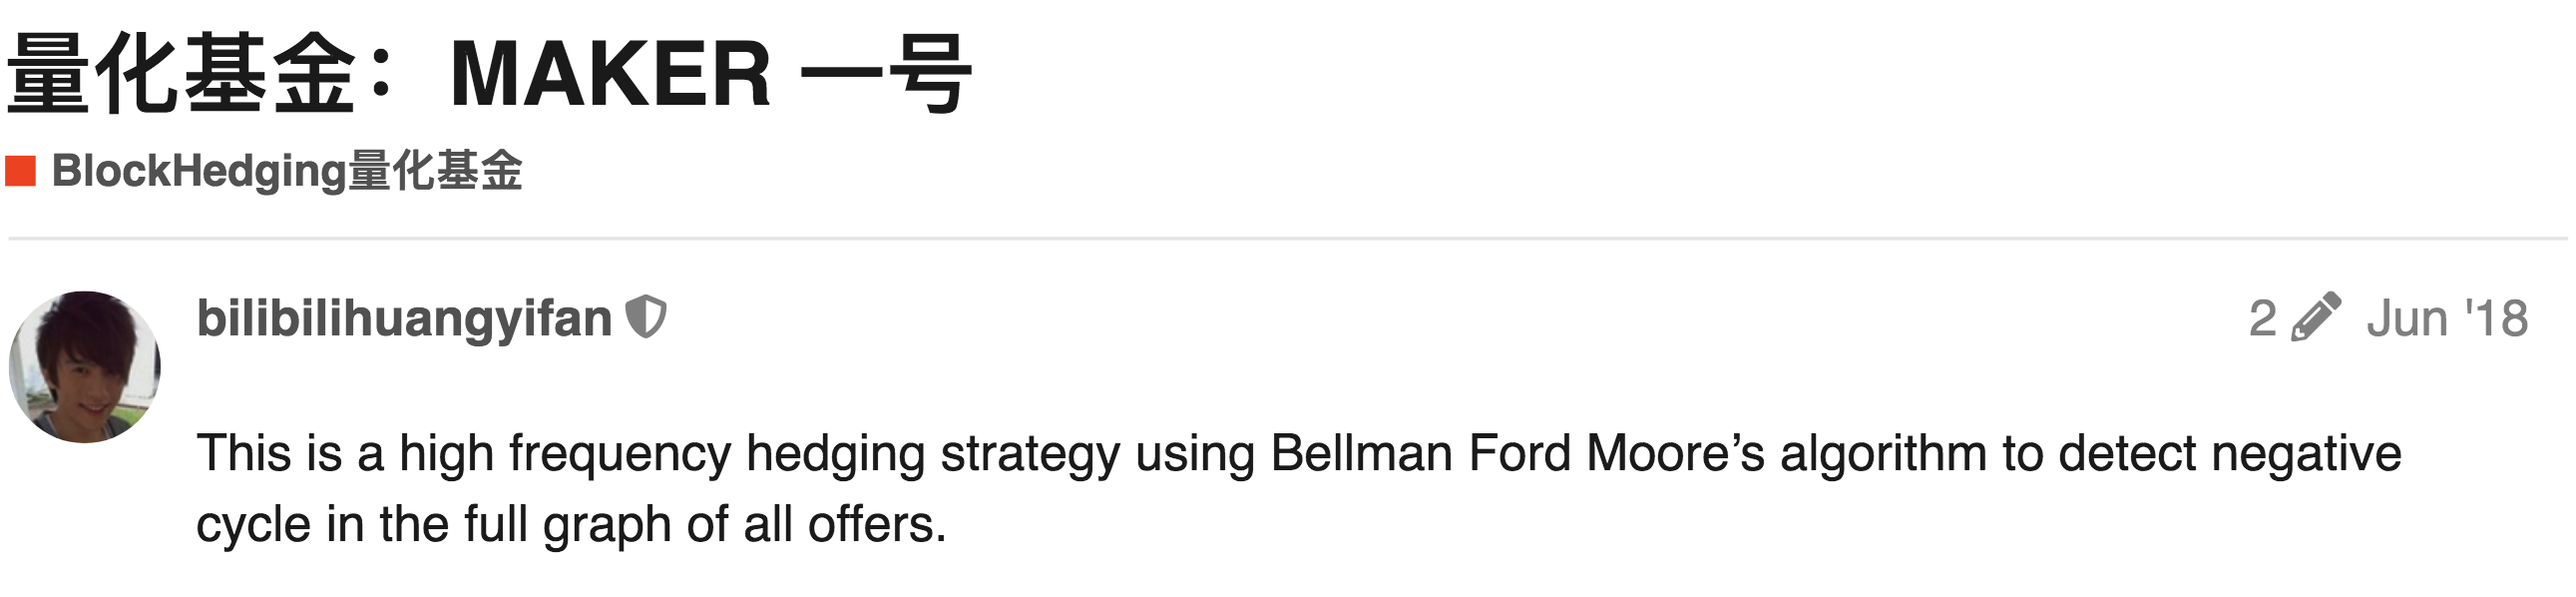 量化基金：MAKER 一号
BlockHedging量化基金
bilibilihuangyifan
2 Jun '18
This is a high frequency hedging strategy using Bellman Ford Moore’s algorithm to detect negative
cycle in the full graph of all offers.